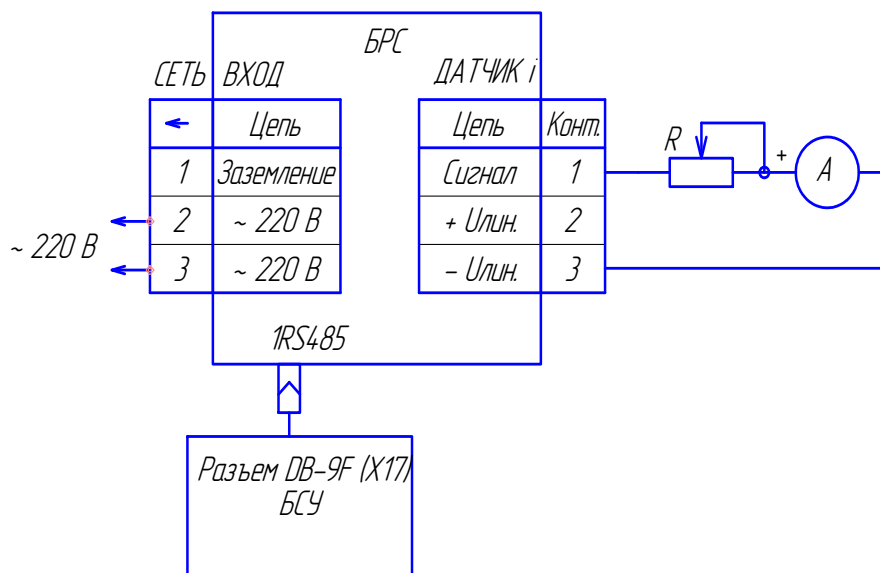 БРС
СЕТЬ ВХОД
ДАТЧИК i
Цепь
Цепь Конт.
1 Заземление
Сигнал 1
2 ~ 220 В
+ Uлин. 2
3 ~ 220 В
- Uлин. 3
~ 220 В
R
+
A
1RS485
Разъем DB-9F (X17)
БСУ